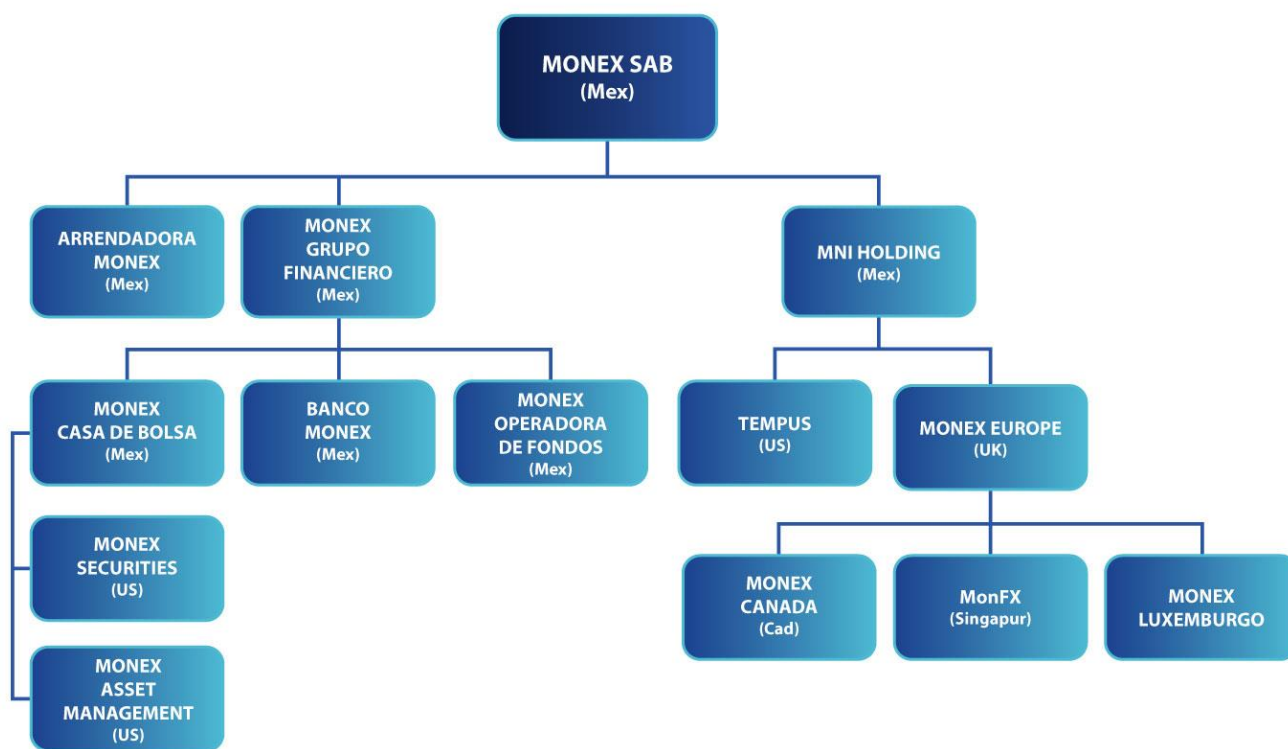 MONEX SAB
(Mex)
ARRENDADORA
MONEX
(Mex)
MONEX
GRUPO
FINANCIERO
(Mex)
MNI HOLDING
(Mex)
MONEX
CASA DE BOLSA
(Mex)
BANCO
MONEX
(Mex)
MONEX
OPERADORA
DE FONDOS
(Mex)
TEMPUS
(US)
MONEX EUROPE
(UK)
MONEX
SECURITIES
(US)
MONEX
CANADA
(Cad)
MonFX
(Singapur)
MONEX
LUXEMBURGO
MONEX
ASSET
MANAGEMENT
(US)